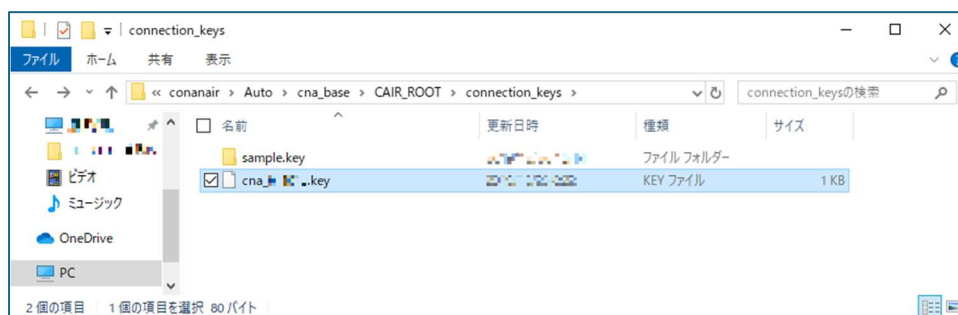 connection_keys
ファイル ホーム 共有 表示
« conanair › Auto › cna_base › CAIR_ROOT › connection_keys ›
connection_keysの検索
名前 更新日時 種類 サイズ
sample.key ファイル フォルダー
cna_ .key KEY ファイル 1 KB
ビデオ
ミュージック
OneDrive
PC
2 個の項目 1 個の項目を選択 80 バイト